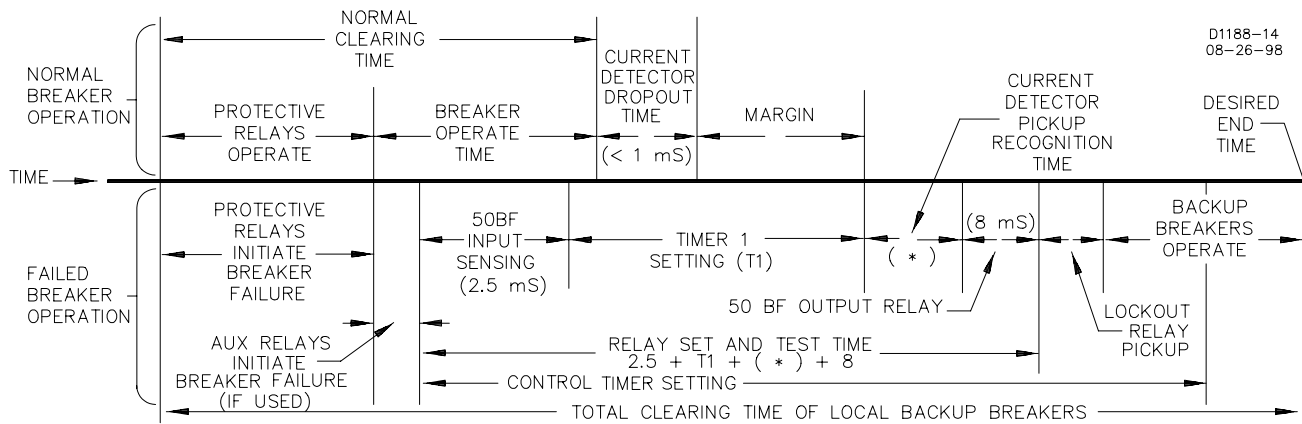 NORMAL
CLEARING
TIME
D1188-14
08-26-98
NORMAL
BREAKER
OPERATION
CURRENT
DETECTOR
DROPOUT
TIME
(< 1 mS)
CURRENT
DETECTOR
PICKUP
RECOGNITION
TIME
DESIRED
END
TIME
PROTECTIVE
RELAYS
OPERATE
BREAKER
OPERATE
TIME
MARGIN
TIME
FAILED
BREAKER
OPERATION
PROTECTIVE
RELAYS
INITIATE
BREAKER
FAILURE
50BF
INPUT
SENSING
(2.5 mS)
TIMER 1
SETTING (T1)
( * )
(8 mS)
BACKUP
BREAKERS
OPERATE
50 BF OUTPUT RELAY
LOCKOUT
RELAY
PICKUP
AUX RELAYS
INITIATE
BREAKER FAILURE
(IF USED)
RELAY SET AND TEST TIME
2.5 + T1 + ( * ) + 8
CONTROL TIMER SETTING
TOTAL CLEARING TIME OF LOCAL BACKUP BREAKERS